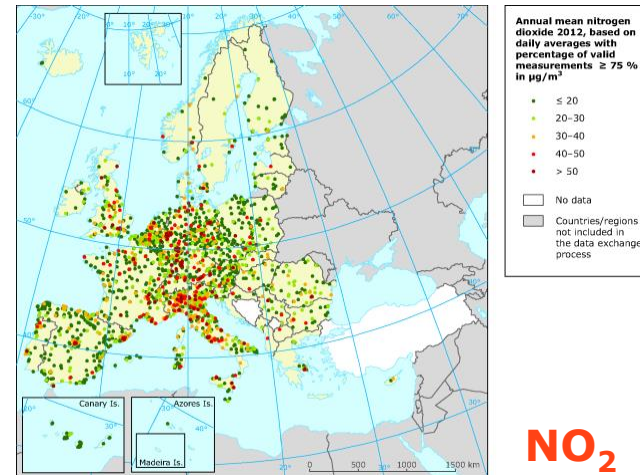 Annual mean nitrogen
dioxide 2012, based on
daily averages with
percentage of valid
measurements ≥ 75 %
in µg/m³
≤ 20
20–30
30–40
40–50
> 50
No data
Countries/regions
not included in
the data exchange
process
Canary Is.
Azores Is.
Madeira Is.
0 500 1000 1500 km
NO₂